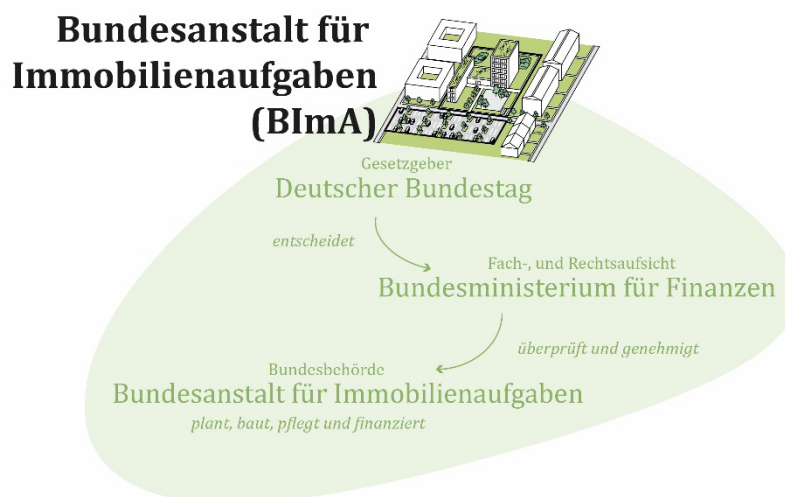 Bundesanstalt für
Immobilienaufgaben
(BImA)
Gesetzgeber
Deutscher Bundestag
entscheidet
Fach-, und Rechtsaufsicht
Bundesministerium für Finanzen
überprüft und genehmigt
Bundesbehörde
Bundesanstalt für Immobilienaufgaben
plant, baut, pflegt und finanziert